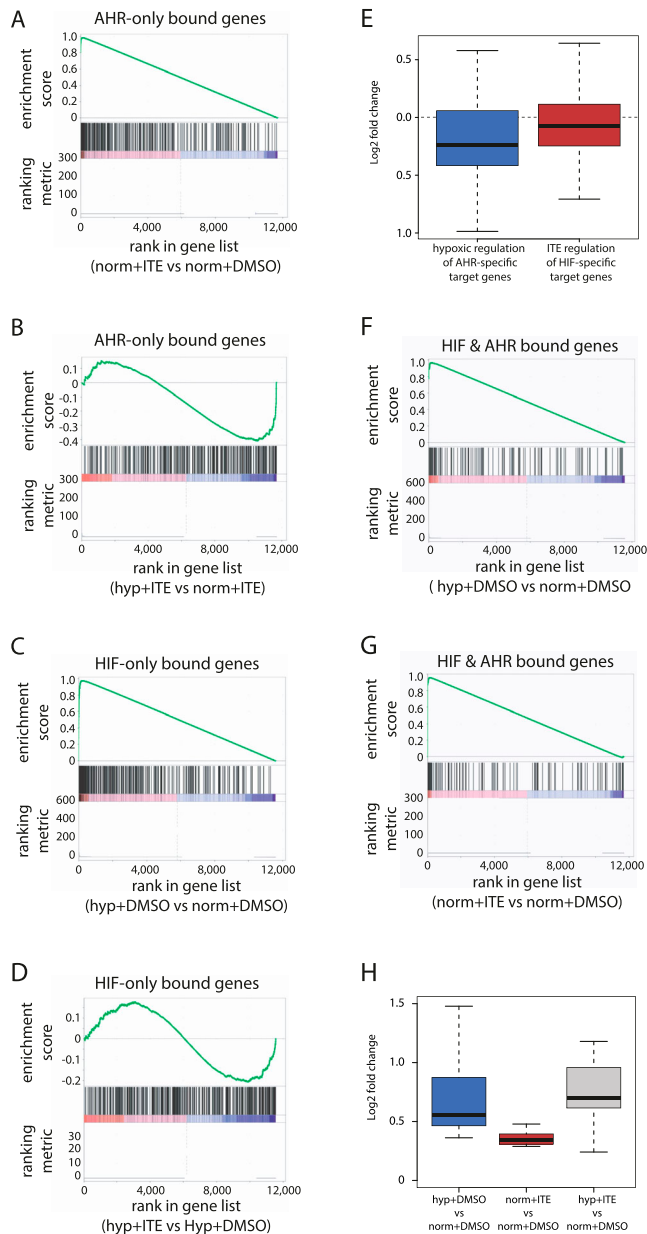 A
AHR-only bound genes
enrichment
score
1.0
0.8
0.6
0.4
0.2
0
ranking
metric
300
200
100
0
0
4,000
8,000
12,000
rank in gene list
(norm+ITE vs norm+DMSO)
B
AHR-only bound genes
enrichment
score
0.1
0
-0.1
-0.2
-0.3
-0.4
ranking
metric
300
200
100
0
0
4,000
8,000
12,000
rank in gene list
(hyp+ITE vs norm+ITE)
C
HIF-only bound genes
enrichment
score
1.0
0.8
0.6
0.4
0.2
0
ranking
metric
600
400
200
0
0
4,000
8,000
12,000
rank in gene list
(hyp+DMSO vs norm+DMSO)
D
HIF-only bound genes
enrichment
score
0.1
0
-0.1
-0.2
ranking
metric
30
20
10
0
0
4,000
8,000
12,000
rank in gene list
(hyp+ITE vs Hyp+DMSO)
E
Log2 fold change
0.5
0.0
0.5
1.0
hypoxic regulation
of AHR-specific
target genes
ITE regulation
of HIF-specific
target genes
F
HIF & AHR bound genes
enrichment
score
1.0
0.8
0.6
0.4
0.2
0
ranking
metric
600
400
200
0
0
4,000
8,000
12,000
rank in gene list
( hyp+DMSO vs norm+DMSO
G
HIF & AHR bound genes
enrichment
score
1.0
0.8
0.6
0.4
0.2
0
ranking
metric
300
200
100
0
0
4,000
8,000
12,000
rank in gene list
(norm+ITE vs norm+DMSO)
H
Log2 fold change
1.5
1.0
0.5
0
hyp+DMSO
vs
norm+DMSO
norm+ITE
vs
norm+DMSO
hyp+ITE
vs
norm+DMSO